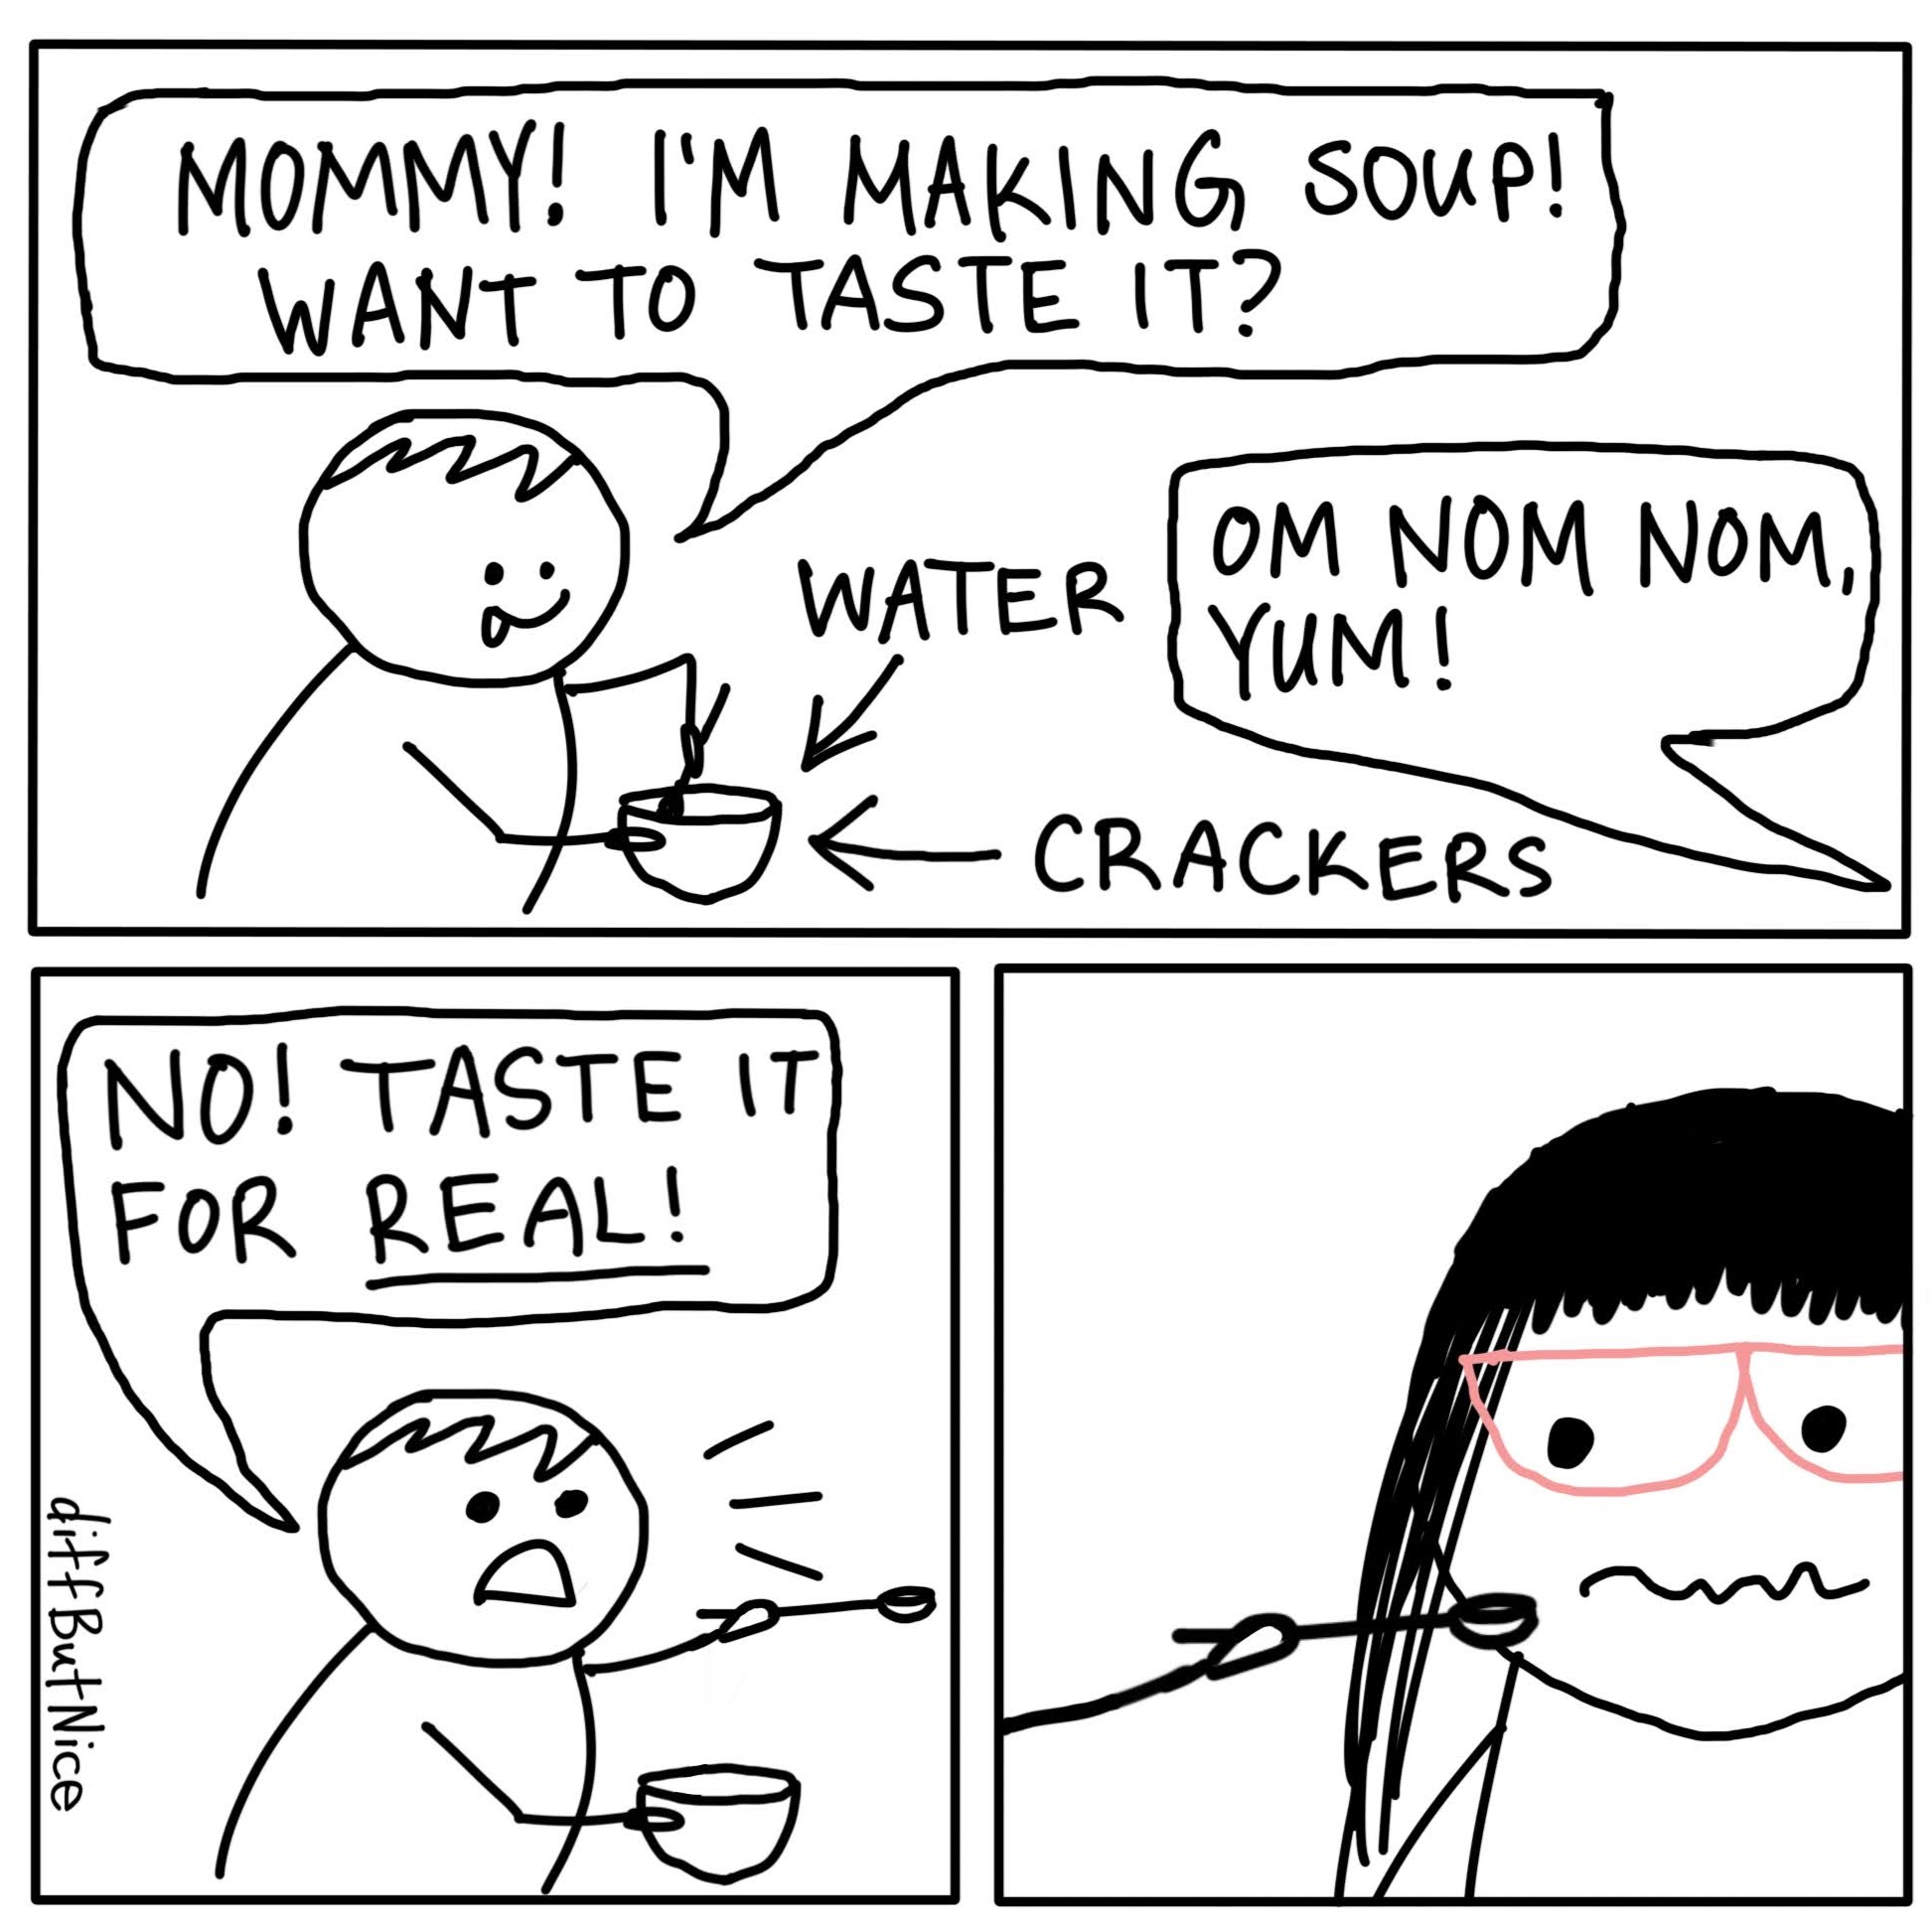 MOMMY! I'M MAKING SOUP!
WANT TO TASTE IT?
WATER
OM NOM NOM,
YUM!
CRACKERS
NO! TASTE IT
FOR REAL!
diffButNice